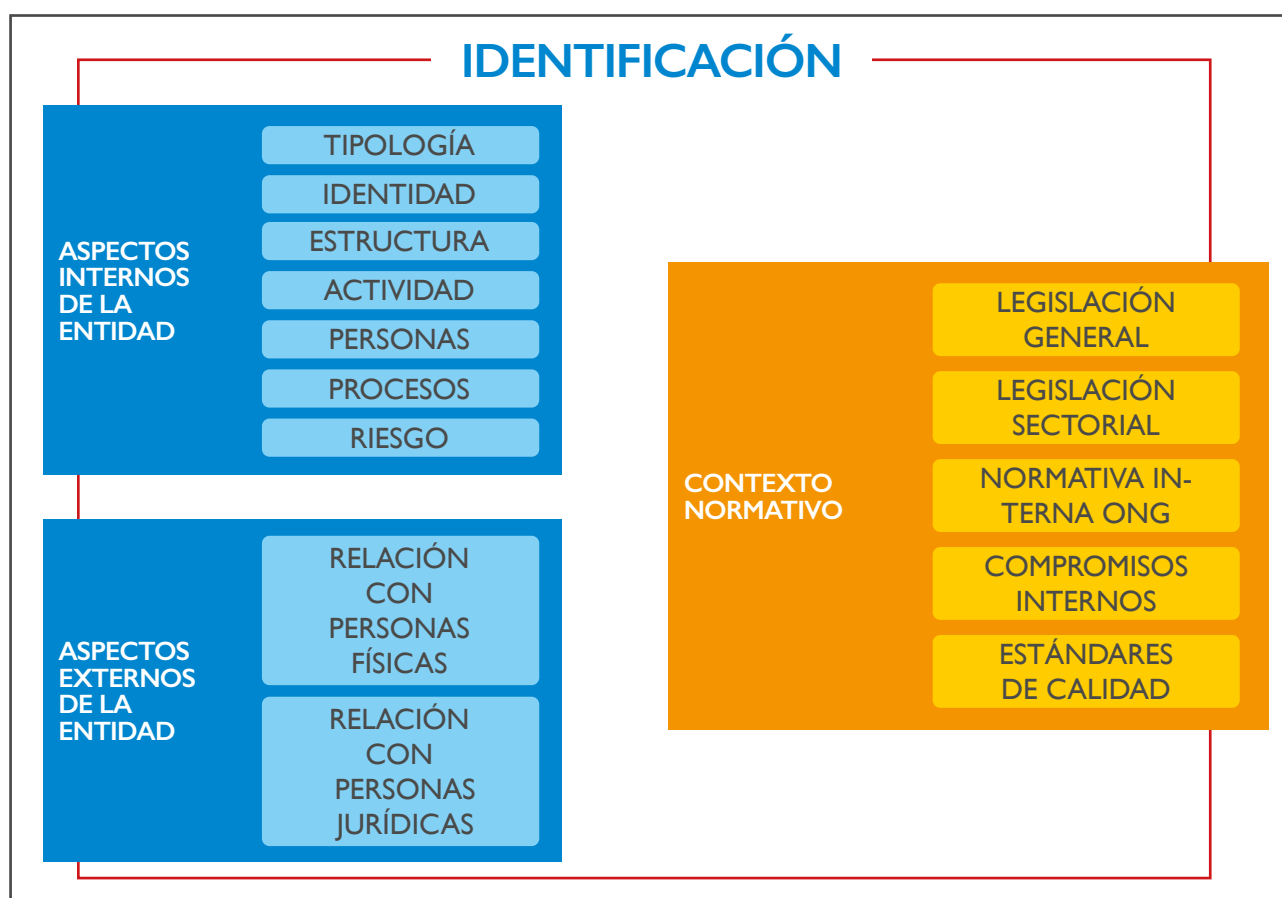 IDENTIFICACIÓN
ASPECTOS
INTERNOS
DE LA
ENTIDAD
TIPOLOGÍA
IDENTIDAD
ESTRUCTURA
ACTIVIDAD
PERSONAS
PROCESOS
RIESGO
ASPECTOS
EXTERNOS
DE LA
ENTIDAD
RELACIÓN
CON
PERSONAS
FÍSICAS
RELACIÓN
CON
PERSONAS
JURÍDICAS
CONTEXTO
NORMATIVO
LEGISLACIÓN
GENERAL
LEGISLACIÓN
SECTORIAL
NORMATIVA IN-
TERNA ONG
COMPROMISOS
INTERNOS
ESTÁNDARES
DE CALIDAD